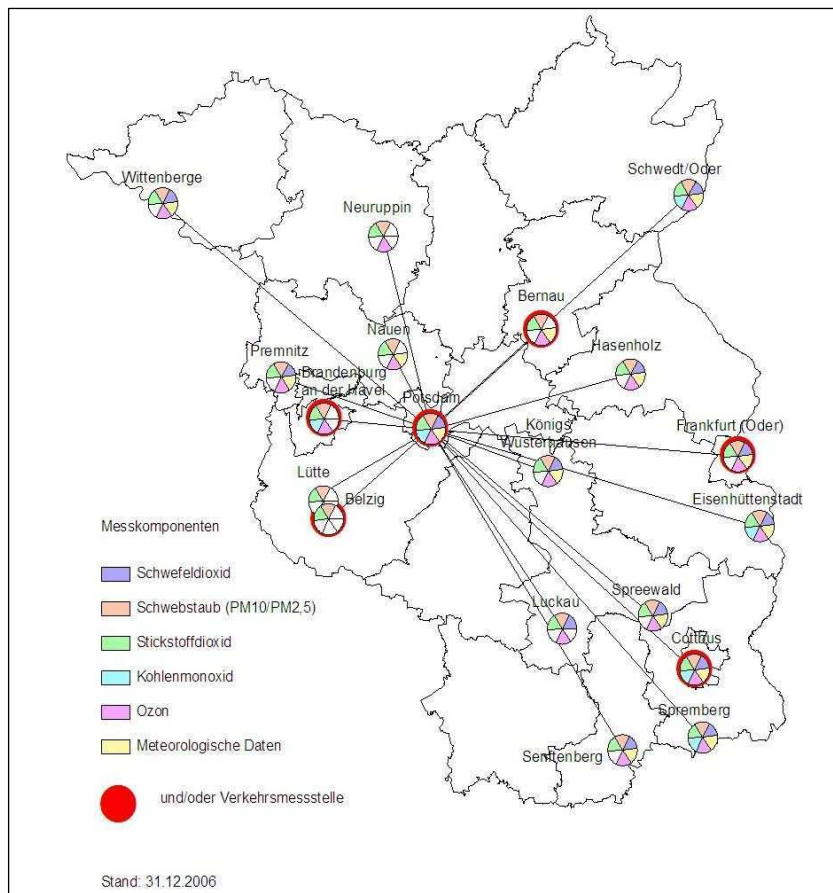 Wittenberge
Schwedt/Oder
Neuruppin
Bernau
Nauen
Hasenholz
Premnitz
Brandenburg
an der Havel
Potsdam
Königs
Wusterhausen
Frankfurt (Oder)
Lütte
Belzig
Eisenhüttenstadt
Messkomponenten
Schwefeldioxid
Schwebstaub (PM10/PM2,5)
Stickstoffdioxid
Kohlenmonoxid
Ozon
Meteorologische Daten
und/oder Verkehrsmessstelle
Luckau
Spreewald
Cottbus
Spremberg
Senftenberg
Stand: 31.12.2006